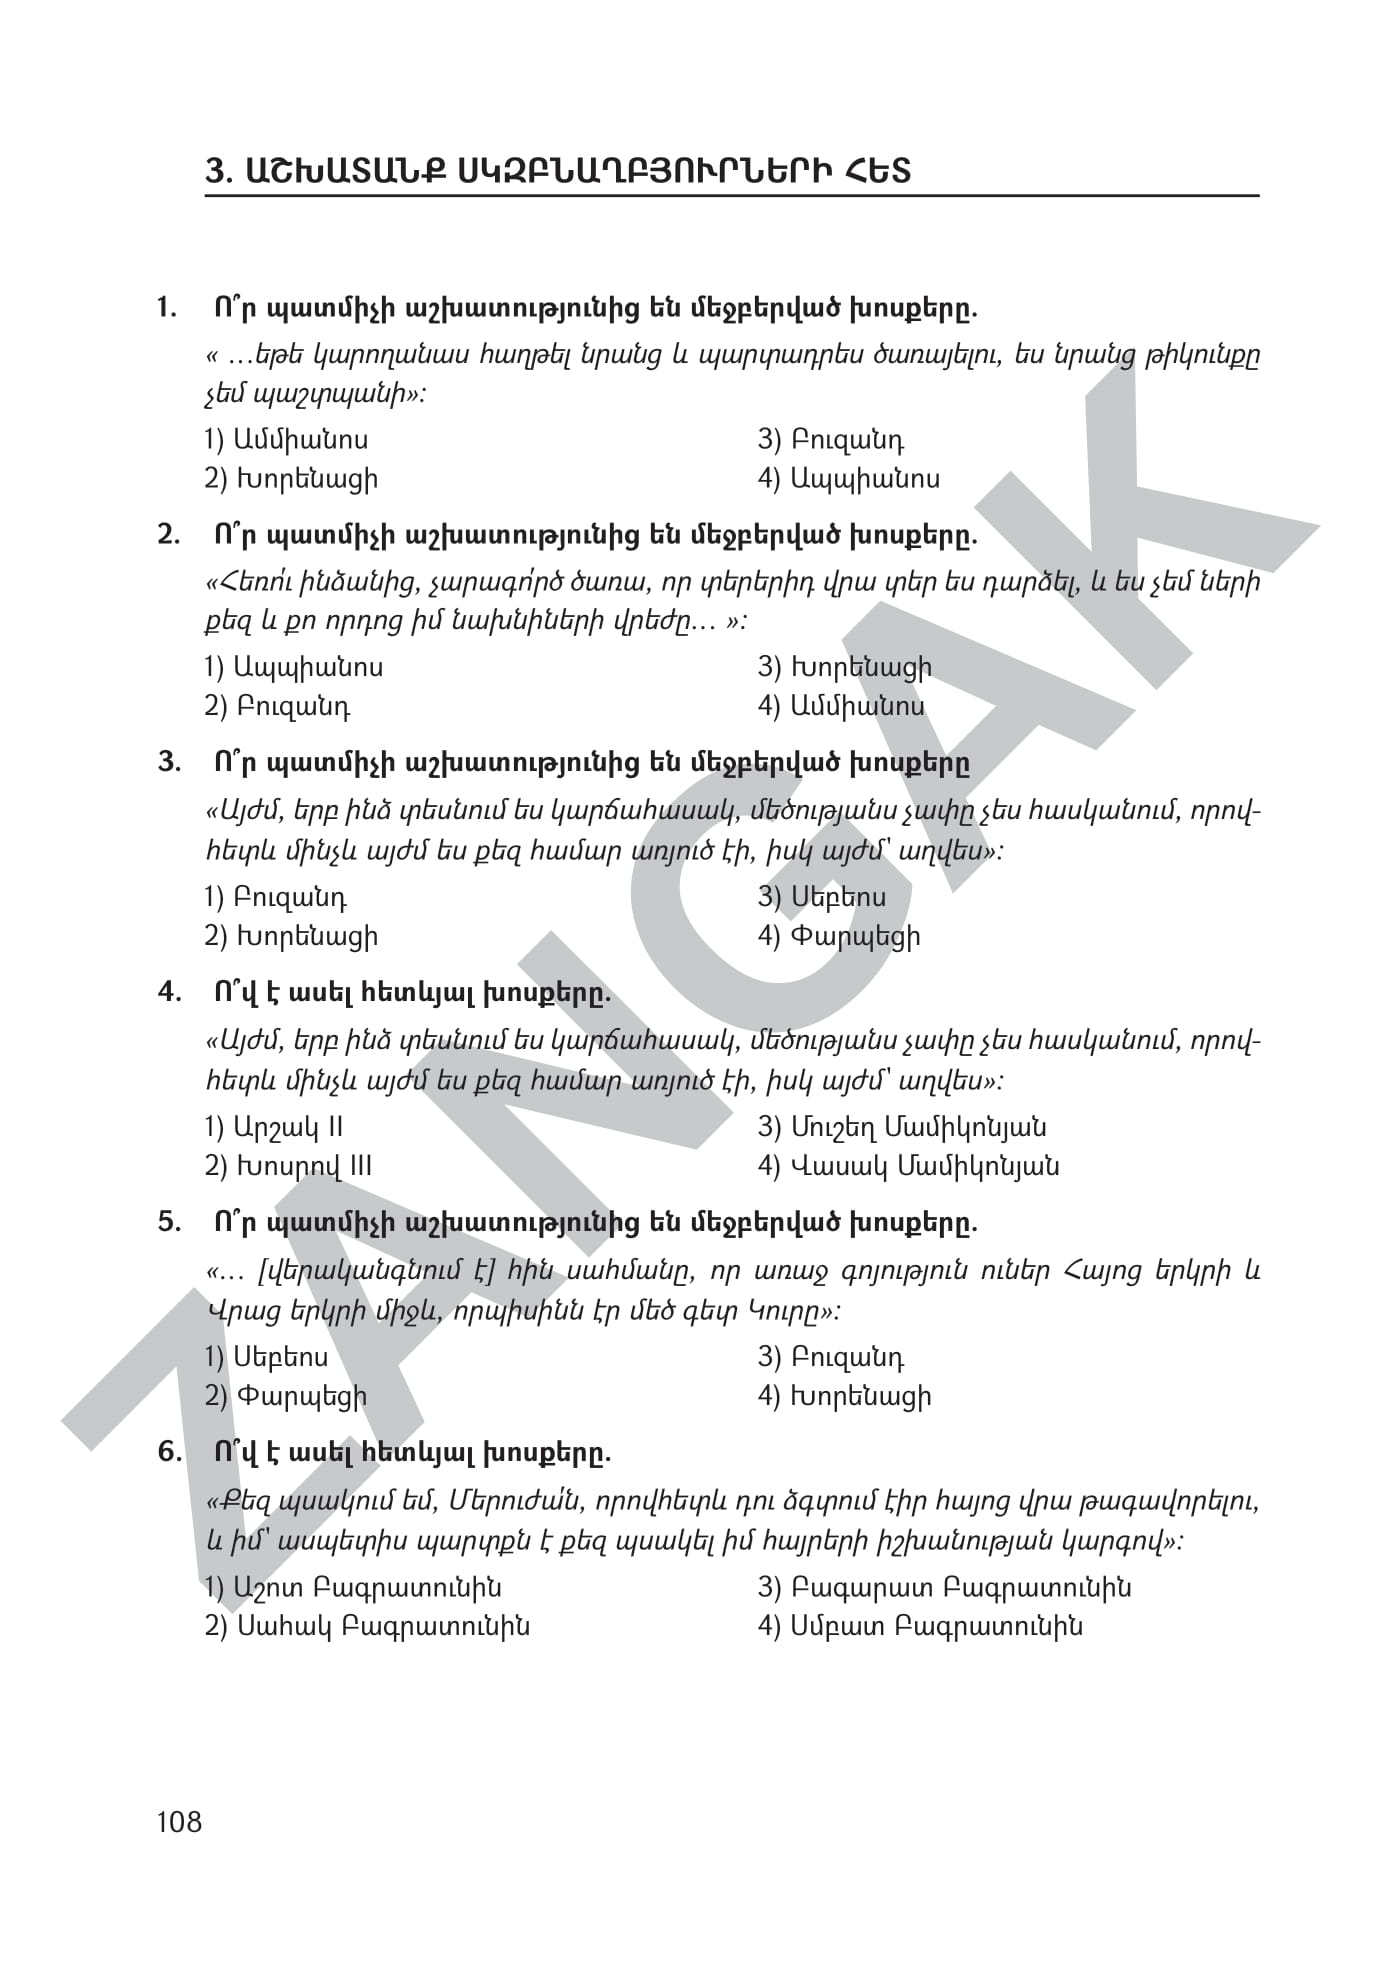 3. ԱՇԽԱՏԱՆՔ ՍԿԶԲՆԱՂԲՅՈՒՐՆԵՐԻ ՀԵՏ
1. Ո՞ր պատմիչի աշխատությունից են մեջբերված խոսքերը.
« …եթե կարողանաս հաղթել նրանց և պարտադրես ծառայելու, ես նրանց թիկունքը
չեմ պաշտպանի»:
1) Ամմիանոս 3) Բուզանդ
2) Խորենացի 4) Ապպիանոս
2. Ո՞ր պատմիչի աշխատությունից են մեջբերված խոսքերը.
«Հեռո՛ւ ինձանից, չարագո՛րծ ծառա, որ տերերիդ վրա տեր ես դարձել, և ես չեմ ների
քեզ և քո որդոց իմ նախնիների վրեժը… »:
1) Ապպիանոս 3) Խորենացի
2) Բուզանդ 4) Ամմիանոս
3. Ո՞ր պատմիչի աշխատությունից են մեջբերված խոսքերը
«Այժմ, երբ ինձ տեսնում ես կարճահասակ, մեծությանս չափը չես հասկանում, որով-
հետև մինչև այժմ ես քեզ համար առյուծ էի, իսկ այժմ՝ աղվես»:
1) Բուզանդ 3) Սեբեոս
2) Խորենացի 4) Փարպեցի
4. Ո՞վ է ասել հետևյալ խոսքերը.
«Այժմ, երբ ինձ տեսնում ես կարճահասակ, մեծությանս չափը չես հասկանում, որով-
հետև մինչև այժմ ես քեզ համար առյուծ էի, իսկ այժմ՝ աղվես»:
1) Արշակ II 3) Մուշեղ Մամիկոնյան
2) Խոսրով III 4) Վասակ Մամիկոնյան
5. Ո՞ր պատմիչի աշխատությունից են մեջբերված խոսքերը.
«… [վերականգնում է] հին սահմանը, որ առաջ գոյություն ուներ Հայոց երկրի և
Վրաց երկրի միջև, որպիսինն էր մեծ գետ Կուրը»:
1) Սեբեոս 3) Բուզանդ
2) Փարպեցի 4) Խորենացի
6. Ո՞վ է ասել հետևյալ խոսքերը.
«Քեզ պսակում եմ, Մերուժա՛ն, որովհետև դու ձգտում էիր հայոց վրա թագավորելու,
և իմ՝ ասպետիս պարտքն է քեզ պսակել իմ հայրերի իշխանության կարգով»:
1) Աշոտ Բագրատունին 3) Բագարատ Բագրատունին
2) Սահակ Բագրատունին 4) Սմբատ Բագրատունին
108
ZANGAK